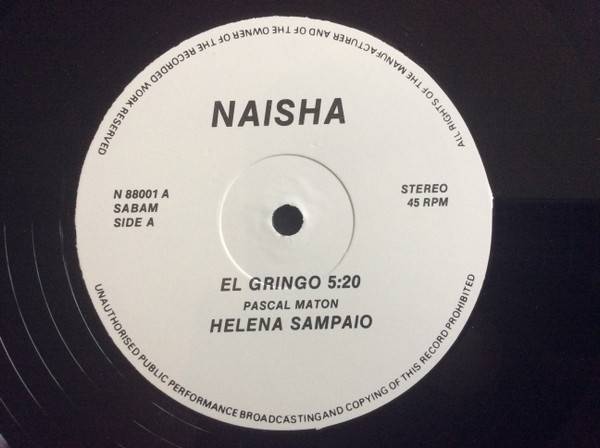 ALL RIGHTS OF THE MANUFACTURER AND OF THE OWNER OF THE RECORDED WORK RESERVED
NAISHA
N 88001 A
SABAM
SIDE A
STEREO
45 RPM
EL GRINGO 5:20
PASCAL MATON
HELENA SAMPAIO
UNAUTHORISED PUBLIC PERFORMANCE BROADCASTINGAND COPYING OF THIS RECORD PROHIBITED